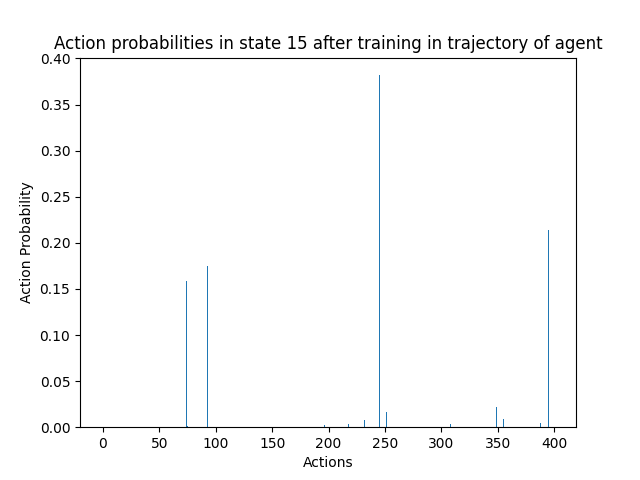 Action probabilities in state 15 after training in trajectory of agent
0.40
0.35
0.30
0.25
0.20
0.15
0.10
0.05
0.00
Action Probability
0 50 100 150 200 250 300 350 400
Actions